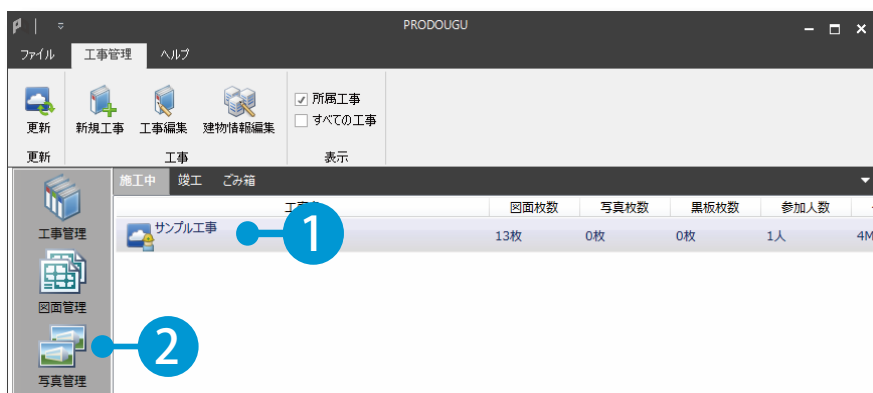 PRODOUGU
ファイル 工事管理 ヘルプ
更新 新規工事 工事編集 建物情報編集
所属工事
すべての工事
更新 工事 表示
施工中 竣工 ごみ箱
図面枚数 写真枚数 黒板枚数 参加人数
サンプル工事 1 13枚 0枚 0枚 1人 4M
工事管理
図面管理
2
写真管理